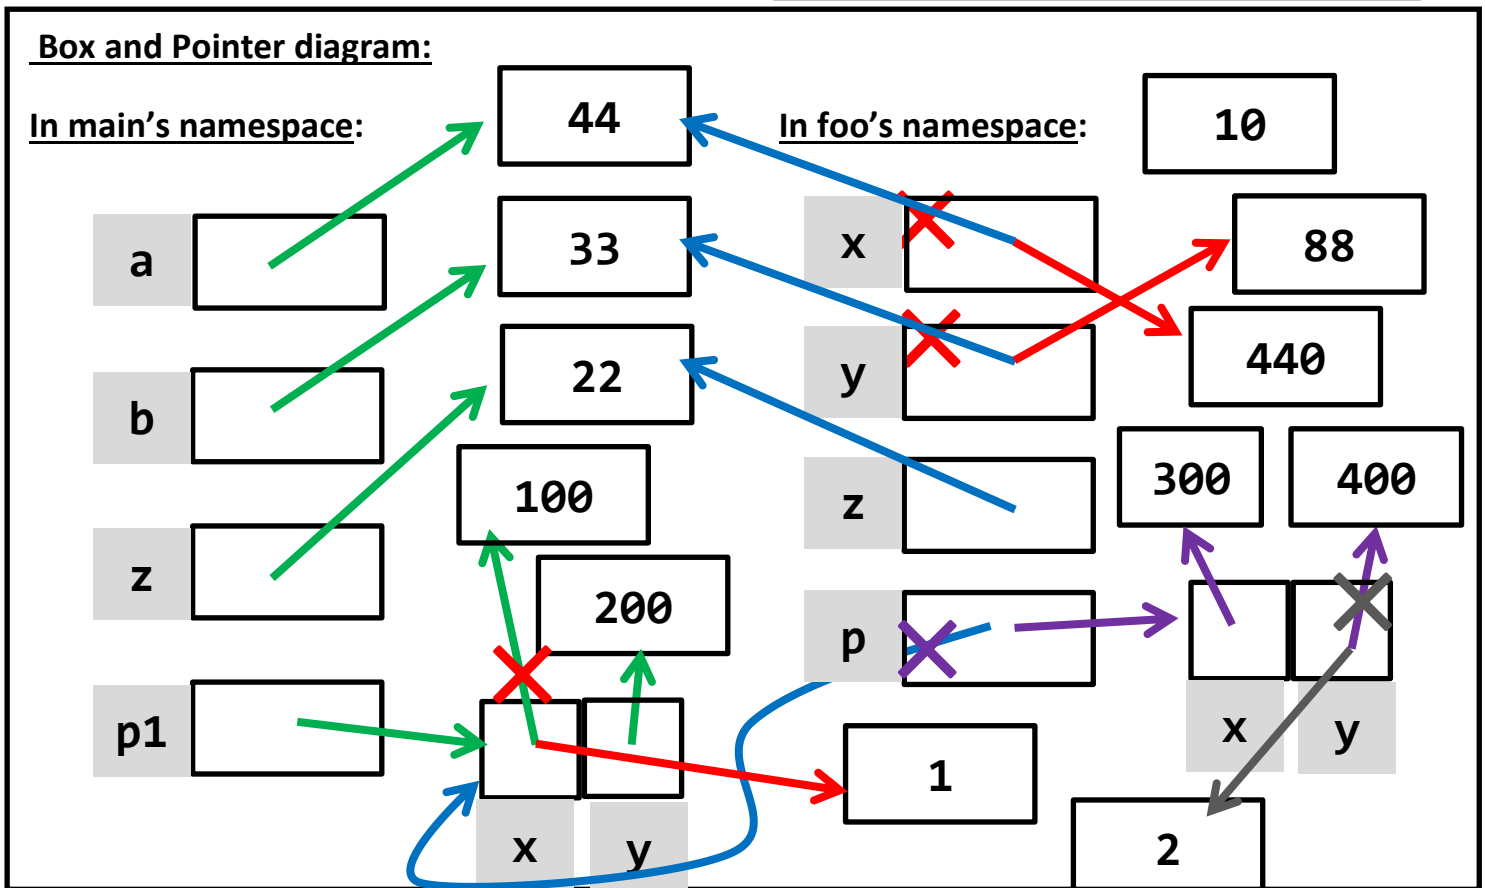 Box and Pointer diagram:
In main’s namespace:
44
In foo’s namespace:
10
a
33
x
88
b
22
y
440
z
100
z
300
400
200
p
p1
1
x
y
x
y
2